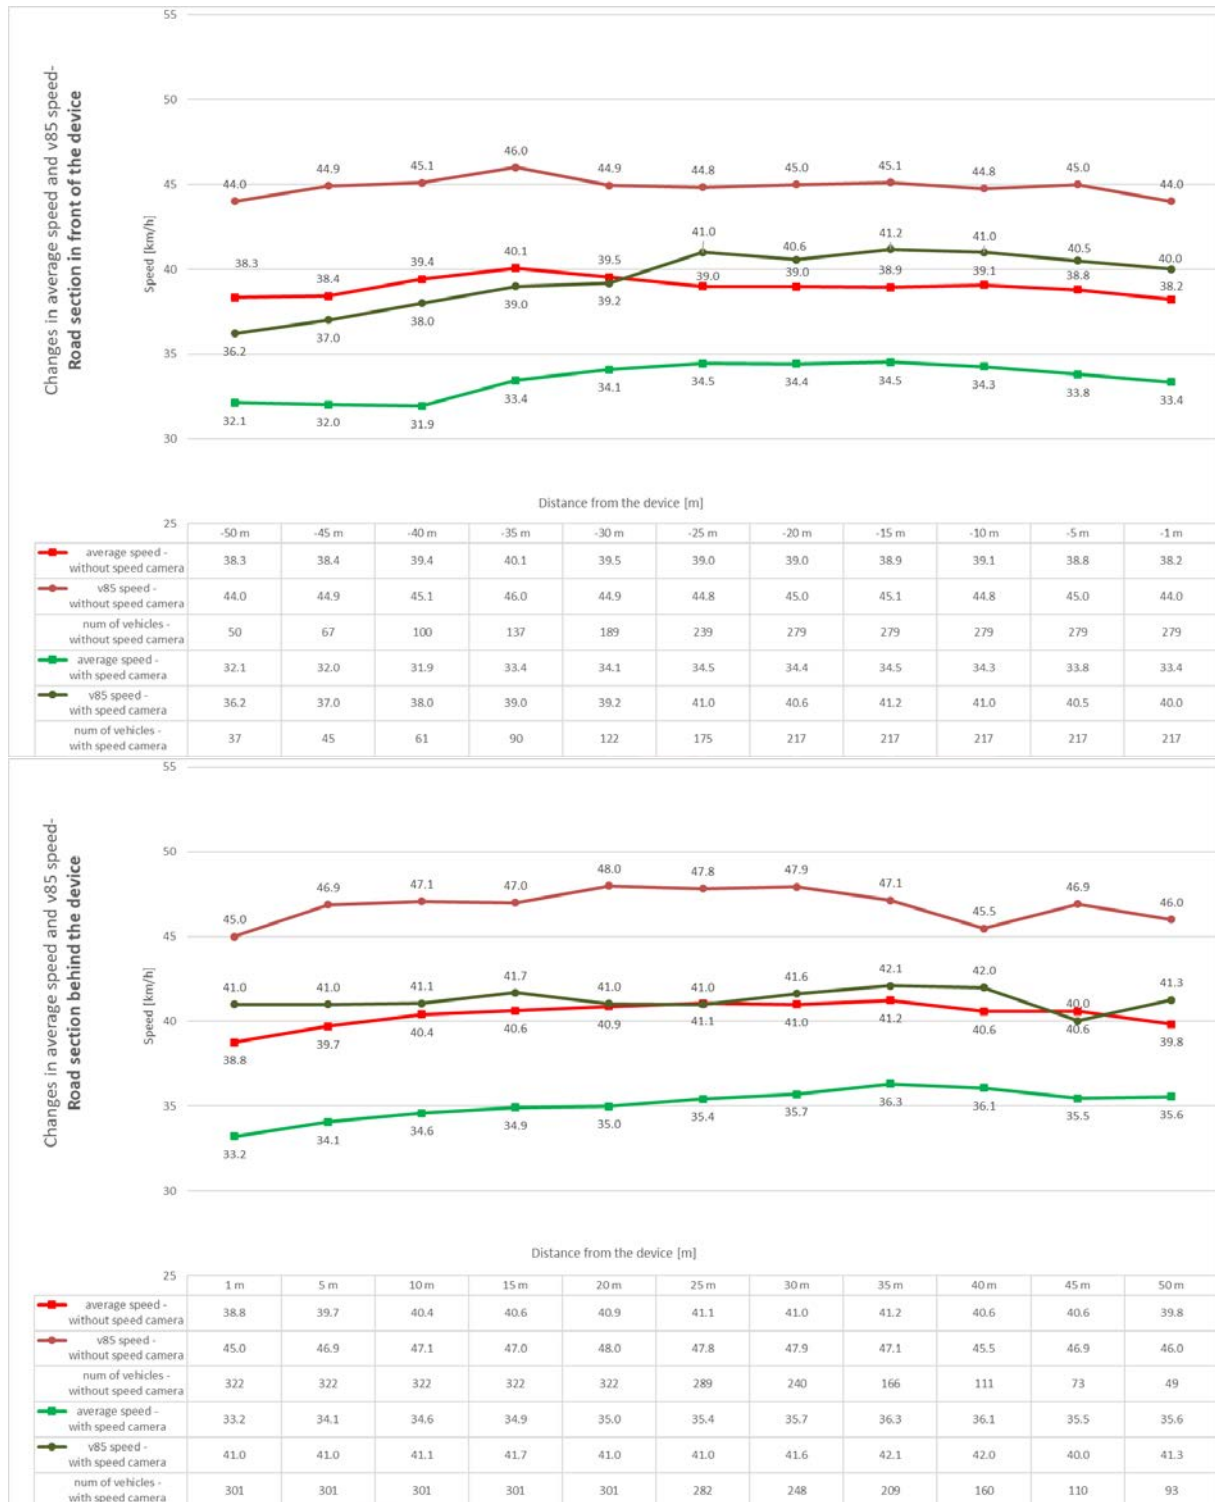 Changes in average speed and v85 speed-
Road section in front of the device
Speed [km/h]
55
50
45
40
35
30
25
44.0 44.9 45.1 46.0 44.9 44.8 45.0 45.1 44.8 45.0 44.0
38.3 38.4 39.4 40.1 39.5 39.0 39.0 38.9 39.1 38.8 38.2
36.2 37.0 38.0 39.0 39.2 41.0 40.6 41.2 41.0 40.5 40.0
32.1 32.0 31.9 33.4 34.1 34.5 34.4 34.5 34.3 33.8 33.4
Distance from the device [m]
-50 m -45 m -40 m -35 m -30 m -25 m -20 m -15 m -10 m -5 m -1 m
average speed -
without speed camera
38.3 38.4 39.4 40.1 39.5 39.0 39.0 38.9 39.1 38.8 38.2
v85 speed -
without speed camera
44.0 44.9 45.1 46.0 44.9 44.8 45.0 45.1 44.8 45.0 44.0
num of vehicles -
without speed camera
50 67 100 137 189 239 279 279 279 279 279
average speed -
with speed camera
32.1 32.0 31.9 33.4 34.1 34.5 34.4 34.5 34.3 33.8 33.4
v85 speed -
with speed camera
36.2 37.0 38.0 39.0 39.2 41.0 40.6 41.2 41.0 40.5 40.0
num of vehicles -
with speed camera
37 45 61 90 122 175 217 217 217 217 217
Changes in average speed and v85 speed-
Road section behind the device
Speed [km/h]
55
50
45
40
35
30
25
45.0 46.9 47.1 47.0 48.0 47.8 47.9 47.1 45.5 46.9 46.0
41.0 41.0 41.1 41.7 41.0 41.0 41.6 42.1 42.0 40.0 41.3
38.8 39.7 40.4 40.6 40.9 41.1 41.0 41.2 40.6 40.6 39.8
33.2 34.1 34.6 34.9 35.0 35.4 35.7 36.3 36.1 35.5 35.6
Distance from the device [m]
1 m 5 m 10 m 15 m 20 m 25 m 30 m 35 m 40 m 45 m 50 m
average speed -
without speed camera
38.8 39.7 40.4 40.6 40.9 41.1 41.0 41.2 40.6 40.6 39.8
v85 speed -
without speed camera
45.0 46.9 47.1 47.0 48.0 47.8 47.9 47.1 45.5 46.9 46.0
num of vehicles -
without speed camera
322 322 322 322 322 289 240 166 111 73 49
average speed -
with speed camera
33.2 34.1 34.6 34.9 35.0 35.4 35.7 36.3 36.1 35.5 35.6
v85 speed -
with speed camera
41.0 41.0 41.1 41.7 41.0 41.0 41.6 42.1 42.0 40.0 41.3
num of vehicles -
with speed camera
301 301 301 301 301 282 248 209 160 110 93